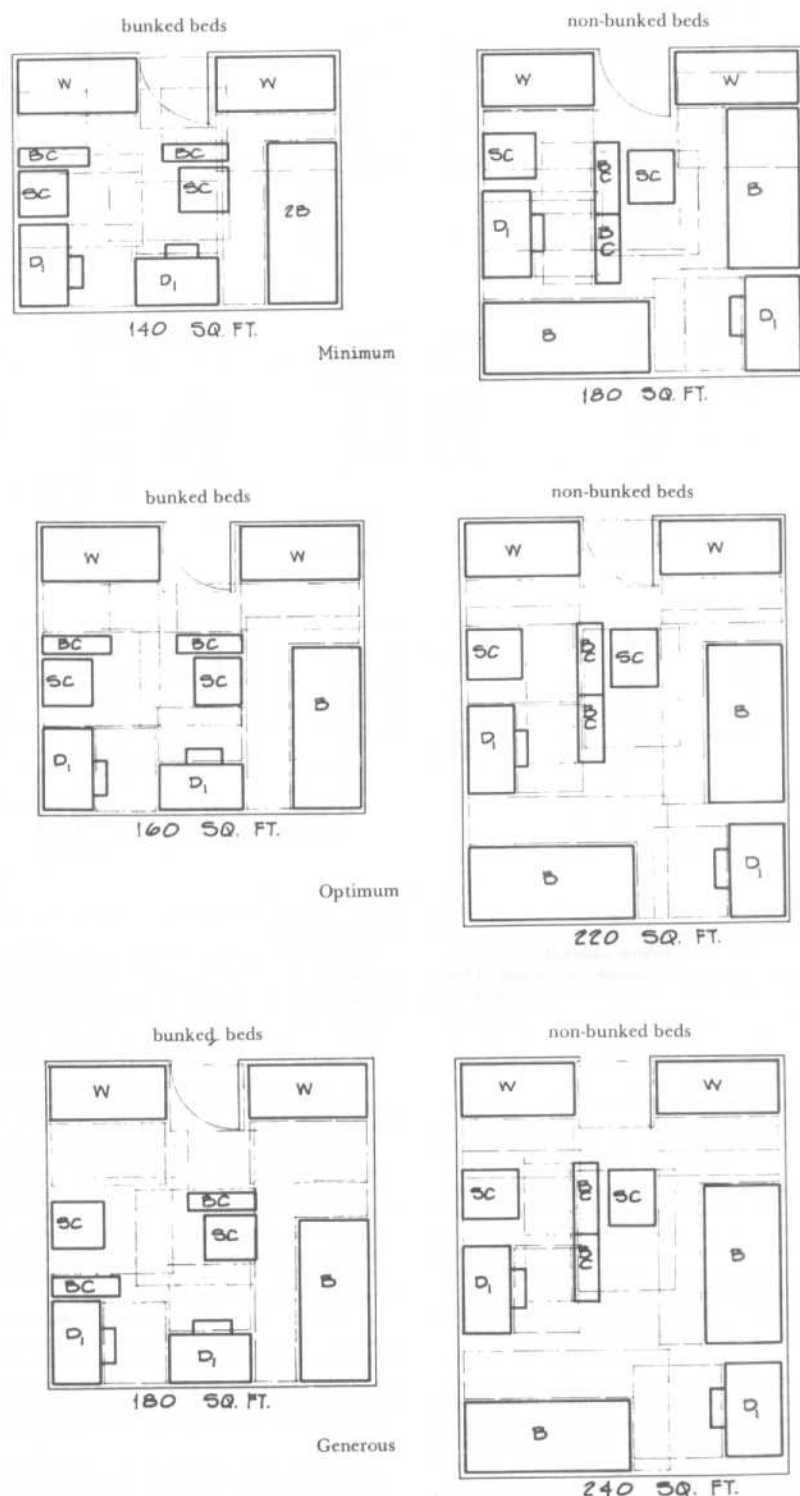 bunked beds
non-bunked beds
W W
BC BC
SC SC
2B
D1
D1
140 SQ. FT.
W W
SC BC SC
B
D1 BC
B D1
180 SQ. FT.
Minimum
bunked beds
non-bunked beds
W W
BC BC
SC SC
B
D1
D1
160 SQ. FT.
W W
SC BC SC
B
D1 BC
B D1
220 SQ. FT.
Optimum
bunked beds
non-bunked beds
W W
BC
SC SC
B
BC
D1 D1
180 SQ. FT.
W W
SC BC SC
B
D1 BC
B D1
240 SQ. FT.
Generous